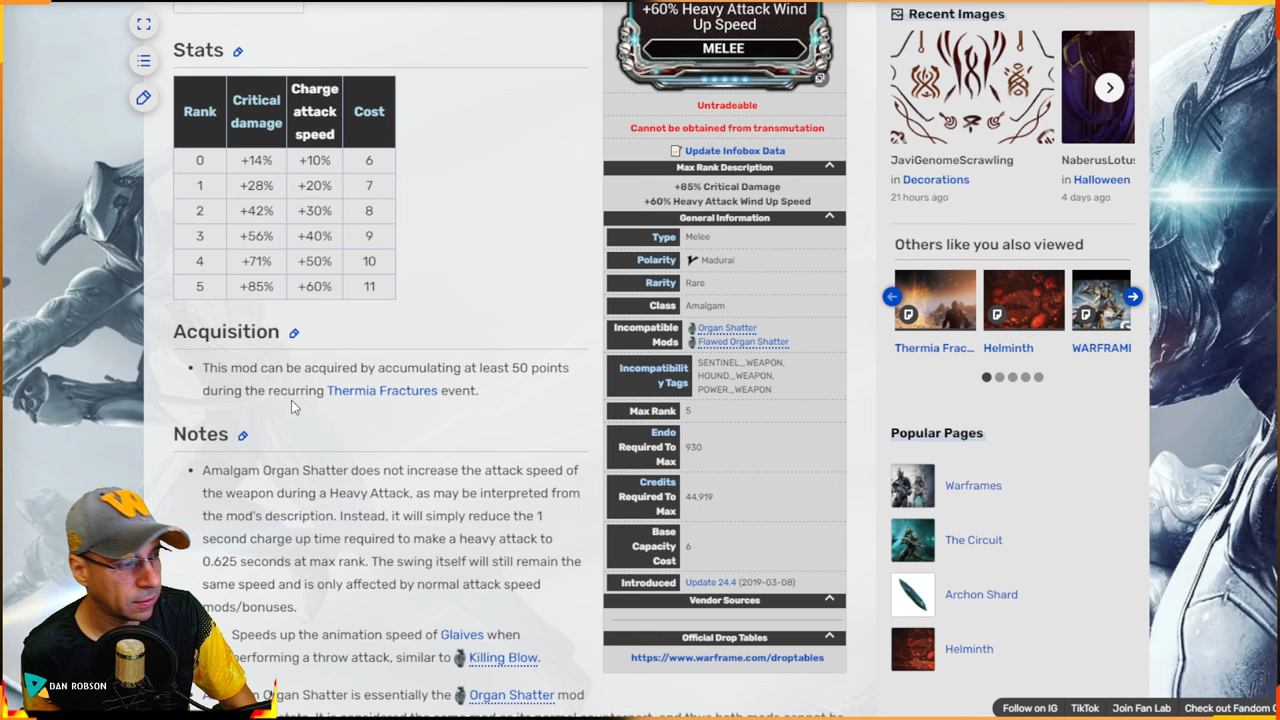 +60% Heavy Attack Wind
Up Speed
MELEE
Stats
Rank Critical damage Charge attack speed Cost
0 +14% +10% 6
1 +28% +20% 7
2 +42% +30% 8
3 +56% +40% 9
4 +71% +50% 10
5 +85% +60% 11
Acquisition
• This mod can be acquired by accumulating at least 50 points
during the recurring Thermia Fractures event.
Notes
• Amalgam Organ Shatter does not increase the attack speed of
the weapon during a Heavy Attack, as may be interpreted from
the mod's description. Instead, it will simply reduce the 1
second charge up time required to make a heavy attack to
0.625 seconds at max rank. The swing itself will still remain the
same speed and is only affected by normal attack speed
mods/bonuses.
Speeds up the animation speed of Glaives when
performing a throw attack, similar to Killing Blow.
Organ Shatter is essentially the Organ Shatter mod
Untradeable
Cannot be obtained from transmutation
Update Infobox Data
Max Rank Description
+85% Critical Damage
+60% Heavy Attack Wind Up Speed
General Information
Type Melee
Polarity Madurai
Rarity Rare
Class Amalgam
Incompatible Mods Organ Shatter
Flawed Organ Shatter
Incompatibilit
y Tags
SENTINEL_WEAPON,
HOUND_WEAPON,
POWER_WEAPON
Max Rank 5
Endo Required To Max 930
Credits Required To Max 44,919
Base Capacity Cost 6
Introduced Update 24.4 (2019-03-08)
Vendor Sources
Official Drop Tables
https://www.warframe.com/droptables
Recent Images
JaviGenomeScrawling
in Decorations
21 hours ago
NaberusLotus
in Halloween
4 days ago
Others like you also viewed
Thermia Frac...
Helminth
WARFRAMI
Popular Pages
Warframes
The Circuit
Archon Shard
Helminth
Follow on IG TikTok Join Fan Lab Check out Fandom
W
DAN ROBSON